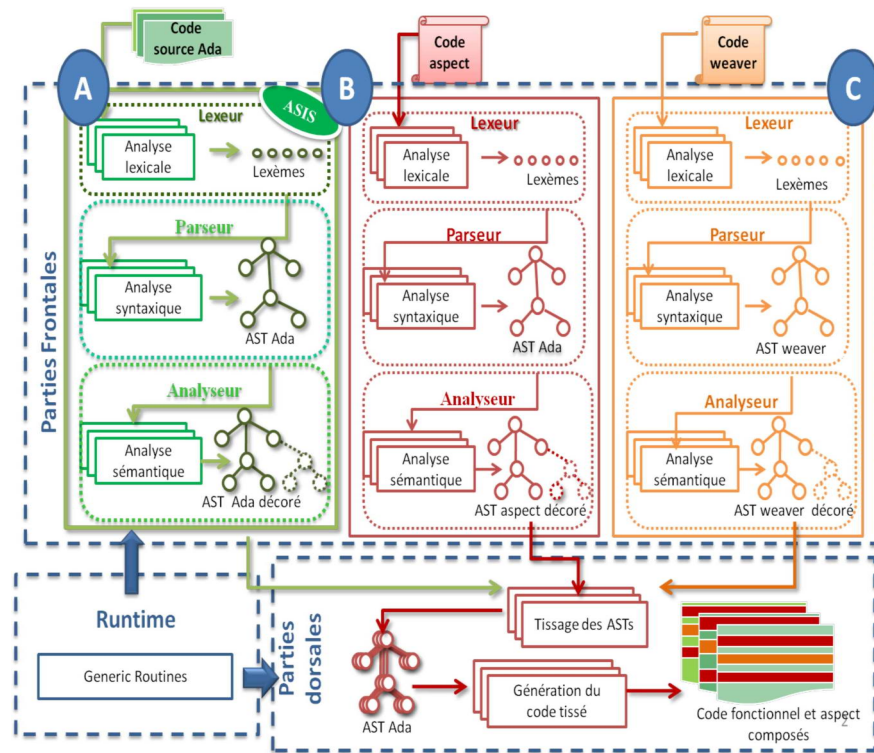 Code
source Ada
Code
aspect
Code
weaver
Parties Frontales
A
ASIS
Lexeur
Analyse
lexicale
Lexèmes
Parseur
Analyse
syntaxique
AST Ada
Analyseur
Analyse
sémantique
AST Ada décoré
B
Lexeur
Analyse
lexicale
Lexèmes
Parseur
Analyse
syntaxique
AST Ada
Analyseur
Analyse
sémantique
AST aspect décoré
C
Lexeur
Analyse
lexicale
Lexèmes
Parseur
Analyse
syntaxique
AST weaver
Analyseur
Analyse
sémantique
AST weaver décoré
Runtime
Generic Routines
Parties
dorsales
Tissage des ASTs
AST Ada
Génération du
code tissé
Code fonctionnel et aspect
composés
2